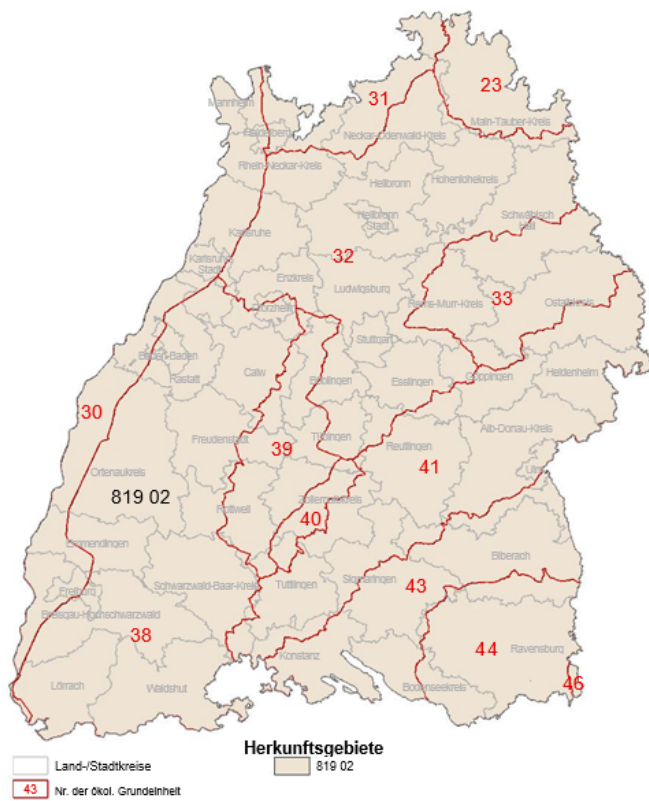 23
31
Mannheim
Main-Tauber-Kreis
Heidelberg
Neckar-Odenwald-Kreis
Rhein-Neckar-Kreis
Heilbronn
Hohenlohekreis
Heilbronn
Stadt
Schwäbisch
Hall
Karlsruhe
32
Karlsruhe
Stadt
Enzkreis
Ludwigsburg
33
Rems-Murr-Kreis
Ostalbkreis
Pforzheim
Stuttgart
Baden-Baden
Rastatt
Calw
Böblingen
Esslingen
Göppingen
Heidenheim
30
Freudenstadt
39
Tübingen
Reutlingen
Alb-Donau-Kreis
41
Ulm
Ortenaukreis
819 02
Rottweil
Zollernalbkreis
40
Emmendingen
Biberach
Freiburg
Schwarzwald-Baar-Kreis
Tuttlingen
Sigmaringen
43
Breisgau-Hochschwarzwald
38
44
Ravensburg
Konstanz
46
Lörrach
Waldshut
Bodenseekreis
Herkunftsgebiete
Land-/Stadtkreise
819 02
43
Nr. der ökol. Grundeinheit